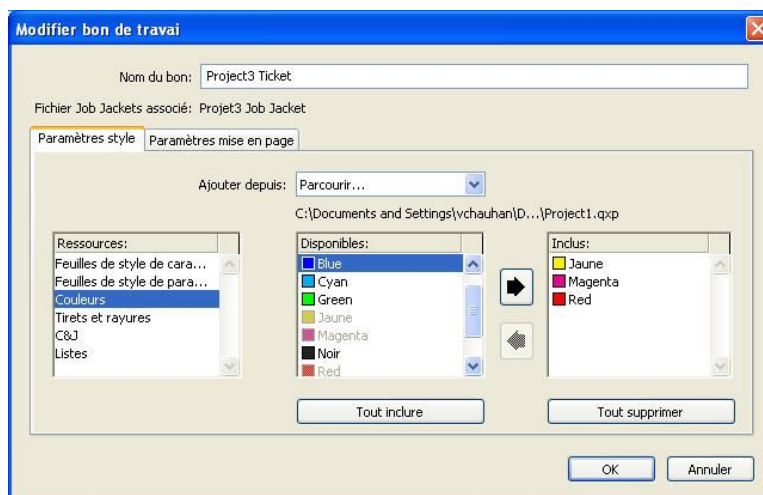 Modifier bon de travai
Nom du bon: Project3 Ticket
Fichier Job Jackets associé: Projet3 Job Jacket
Paramètres style Paramètres mise en page
Ajouter depuis: Parcourir...
C:\Documents and Settings\vchauhan\D...\Project1.qxp
Ressources: Disponibles: Inclus:
Feuilles de style de cara... Blue Jaune
Feuilles de style de para... Cyan Magenta
Couleurs Green Red
Tirets et rayures Jaune
C&J Magenta
Listes Noir
Red
Tout inclure Tout supprimer
OK Annuler